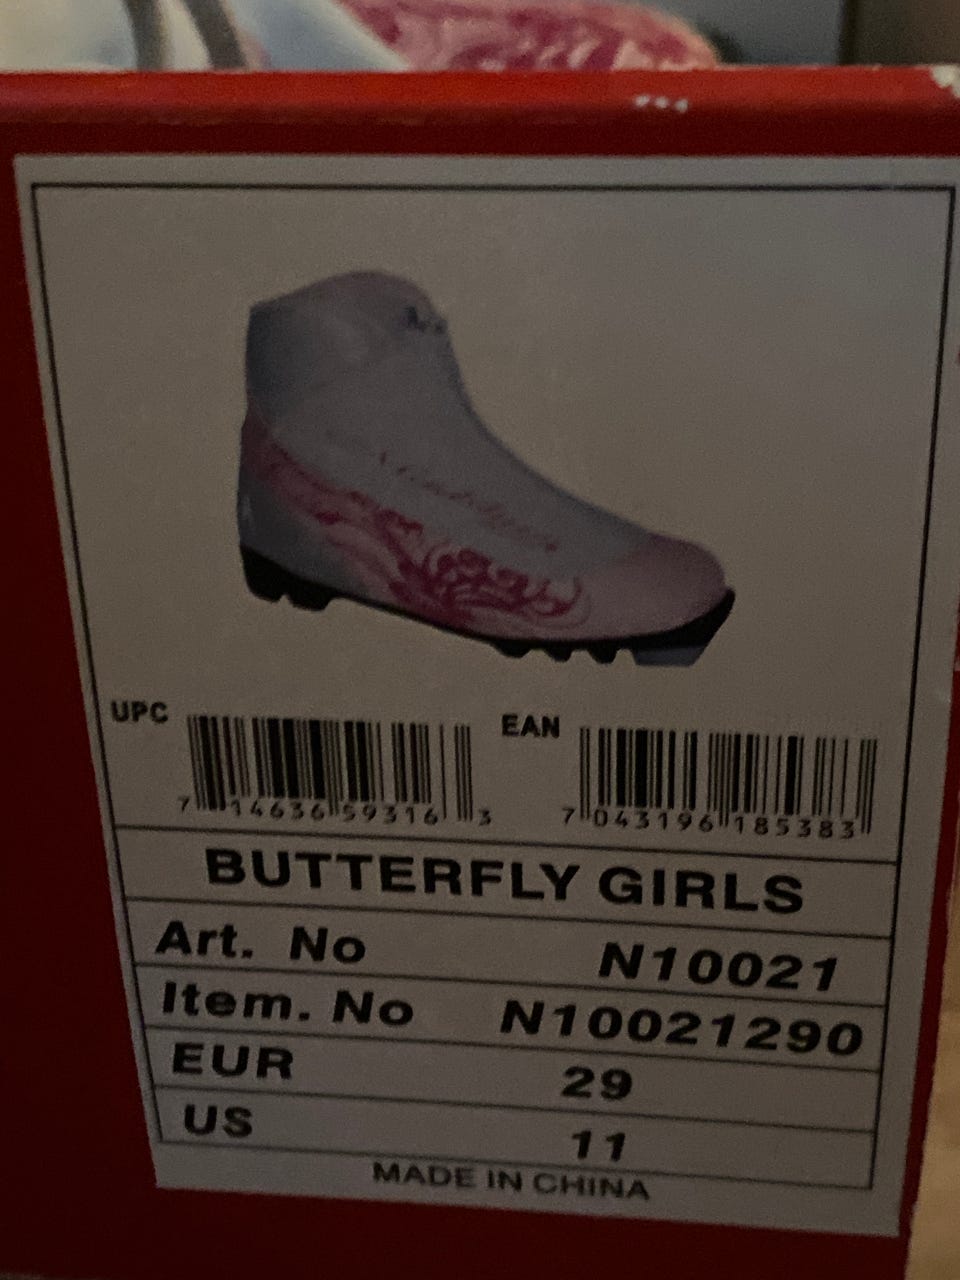 UPC
7 14636 59316 3
EAN
7 043196 185383
BUTTERFLY GIRLS
Art. No N10021
Item. No N10021290
EUR 29
US 11
MADE IN CHINA